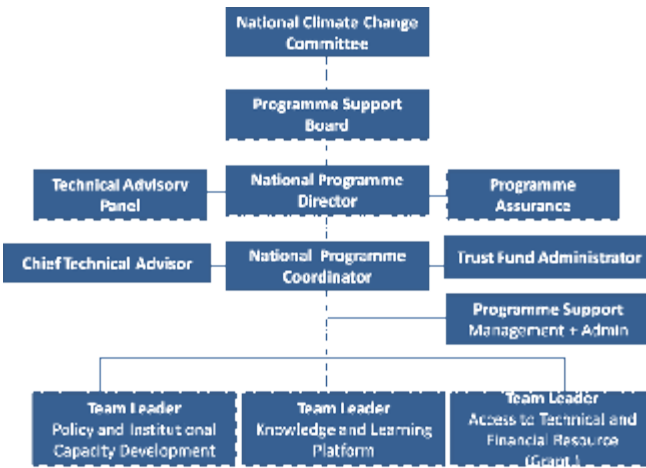 National Climate Change
Committee
Programme Support
Board
Technical Advisory
Panel
National Programme
Director
Programme
Assurance
Chief Technical Advisor
National Programme
Coordinator
Trust Fund Administrator
Programme Support
Management + Admin
Team Leader
Policy and Institutional
Capacity Development
Team Leader
Knowledge and Learning
Platform
Team Leader
Access to Technical and
Financial Resource
(Grant )